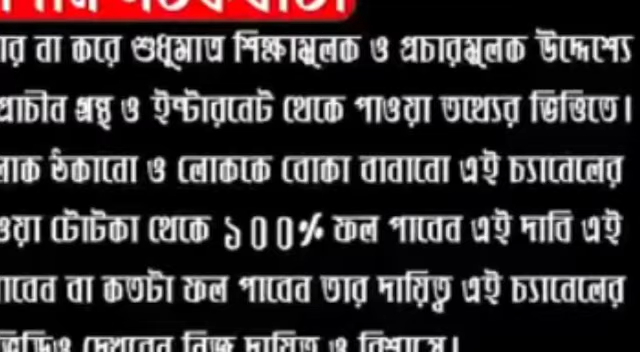 না করে শুধুমাত্র শিক্ষামূলক ও প্রচারমূলক উদ্দেশ্যে
প্রাচীন গ্রন্থ ও ইন্টারনেট থেকে পাওয়া তথ্যের ভিত্তিতে।
ঠকানো ও লোককে বোকা বানানো এই চ্যানেলের
টোটকা থেকে ১০০% ফল পাবেন এই দাবি এই
না কতটা ফল পাবেন তার দায়িত্ব এই চ্যানেলের
দেখবেন নিজ দায়িত্ব ও বিশ্বাসে।